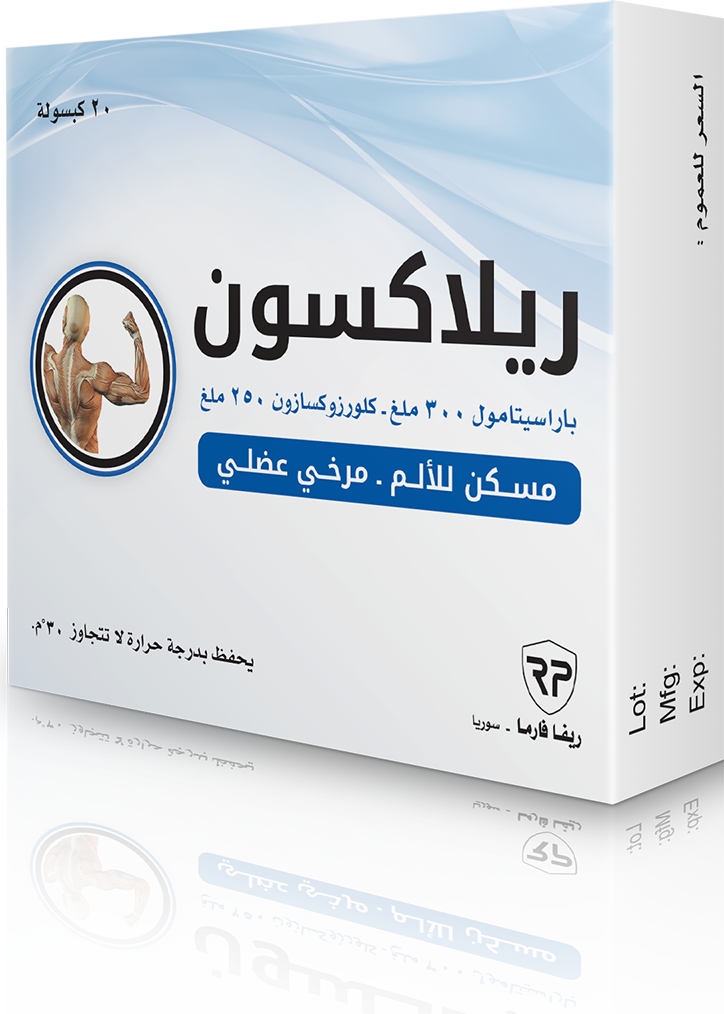 ٢٠ كبسولة
ريلاكسون
باراسيتامول ٣٠٠ ملغ ـ كلورزوكسازون ٢٥٠ ملغ
مسكن للألم ـ مرخي عضلي
يحفظ بدرجة حرارة لا تتجاوز ٣٠°م.
RP
ريفا فارما ـ سوريا
السعر للعموم :
Lot:
Mfg:
Exp: